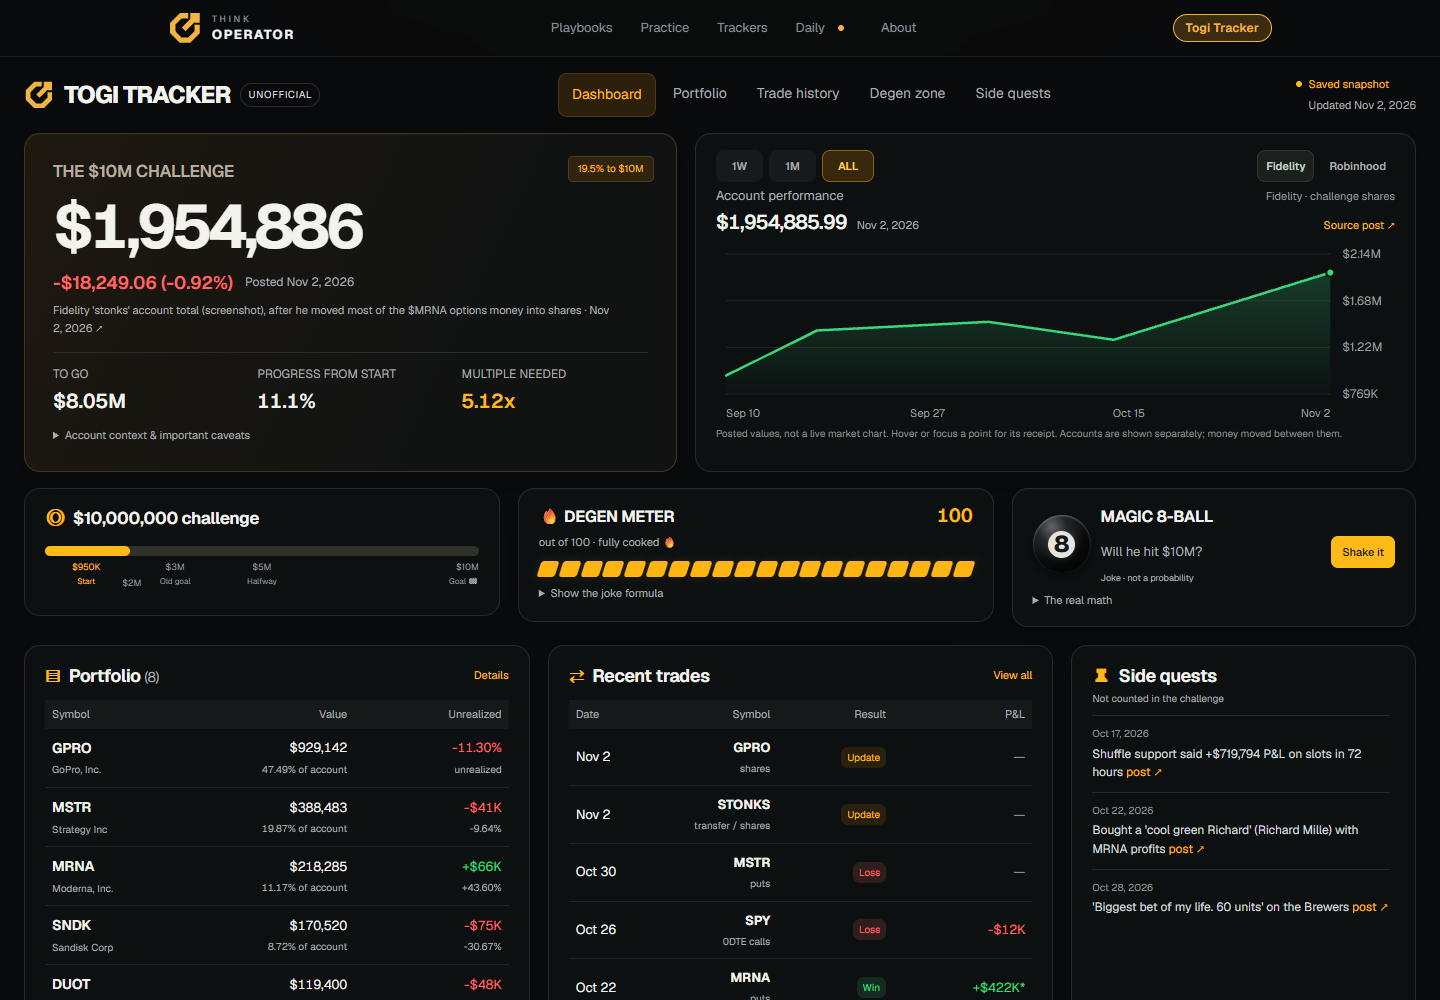 THINK
OPERATOR
Playbooks
Practice
Trackers
Daily
About
Togi Tracker
TOGI TRACKER
UNOFFICIAL
Dashboard
Portfolio
Trade history
Degen zone
Side quests
Saved snapshot
Updated Nov 2, 2026
THE $10M CHALLENGE
19.5% to $10M
$1,954,886
-$18,249.06 (-0.92%) Posted Nov 2, 2026
Fidelity 'stonks' account total (screenshot), after he moved most of the $MRNA options money into shares · Nov
2, 2026 ↗
TO GO
PROGRESS FROM START
MULTIPLE NEEDED
$8.05M
11.1%
5.12x
▶ Account context & important caveats
1W
1M
ALL
Fidelity
Robinhood
Account performance
Fidelity · challenge shares
$1,954,885.99 Nov 2, 2026
Source post ↗
$2.14M
$1.68M
$1.22M
$769K
Sep 10
Sep 27
Oct 15
Nov 2
Posted values, not a live market chart. Hover or focus a point for its receipt. Accounts are shown separately; money moved between them.
$10,000,000 challenge
$950K
$3M
$5M
$10M
Start
$2M
Old goal
Halfway
Goal
DEGEN METER
100
out of 100 · fully cooked 🔥
▶ Show the joke formula
8
MAGIC 8-BALL
Will he hit $10M?
Joke · not a probability
Shake it
▶ The real math
Portfolio (8)
Details
Symbol
Value
Unrealized
GPRO
$929,142
-11.30%
GoPro, Inc.
47.49% of account
unrealized
MSTR
$388,483
-$41K
Strategy Inc
19.87% of account
-9.64%
MRNA
$218,285
+$66K
Moderna, Inc.
11.17% of account
+43.60%
SNDK
$170,520
-$75K
Sandisk Corp
8.72% of account
-30.67%
DUOT
$119,400
-$48K
Recent trades
View all
Date
Symbol
Result
P&L
Nov 2
GPRO
shares
Update
—
Nov 2
STONKS
transfer / shares
Update
—
Oct 30
MSTR
puts
Loss
—
Oct 26
SPY
0DTE calls
Loss
-$12K
Oct 22
MRNA
puts
Win
+$422K*
Side quests
Not counted in the challenge
Oct 17, 2026
Shuffle support said +$719,794 P&L on slots in 72
hours post ↗
Oct 22, 2026
Bought a 'cool green Richard' (Richard Mille) with
MRNA profits post ↗
Oct 28, 2026
'Biggest bet of my life. 60 units' on the Brewers post ↗